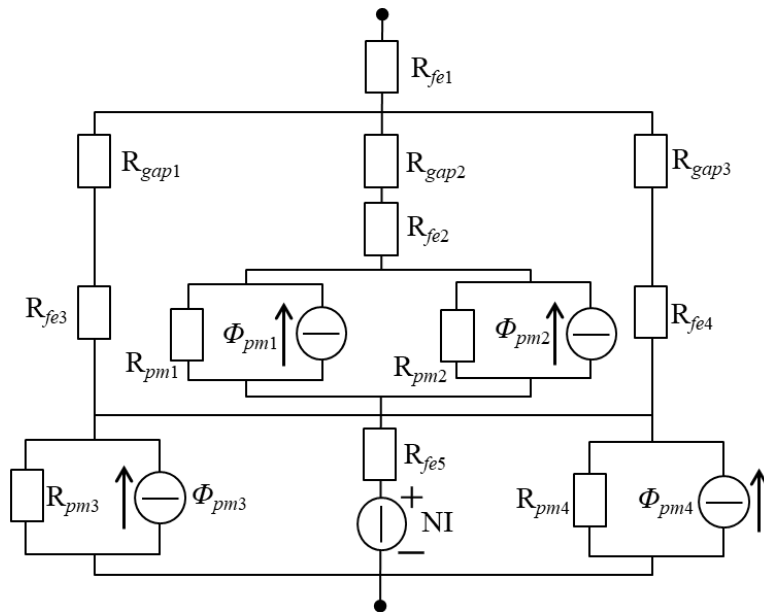 R_fe1
R_gap1
R_gap2
R_gap3
R_fe2
R_fe3
R_fe4
R_pm1
Φ_pm1
R_pm2
Φ_pm2
R_fe5
R_pm3
Φ_pm3
+
NI
−
R_pm4
Φ_pm4